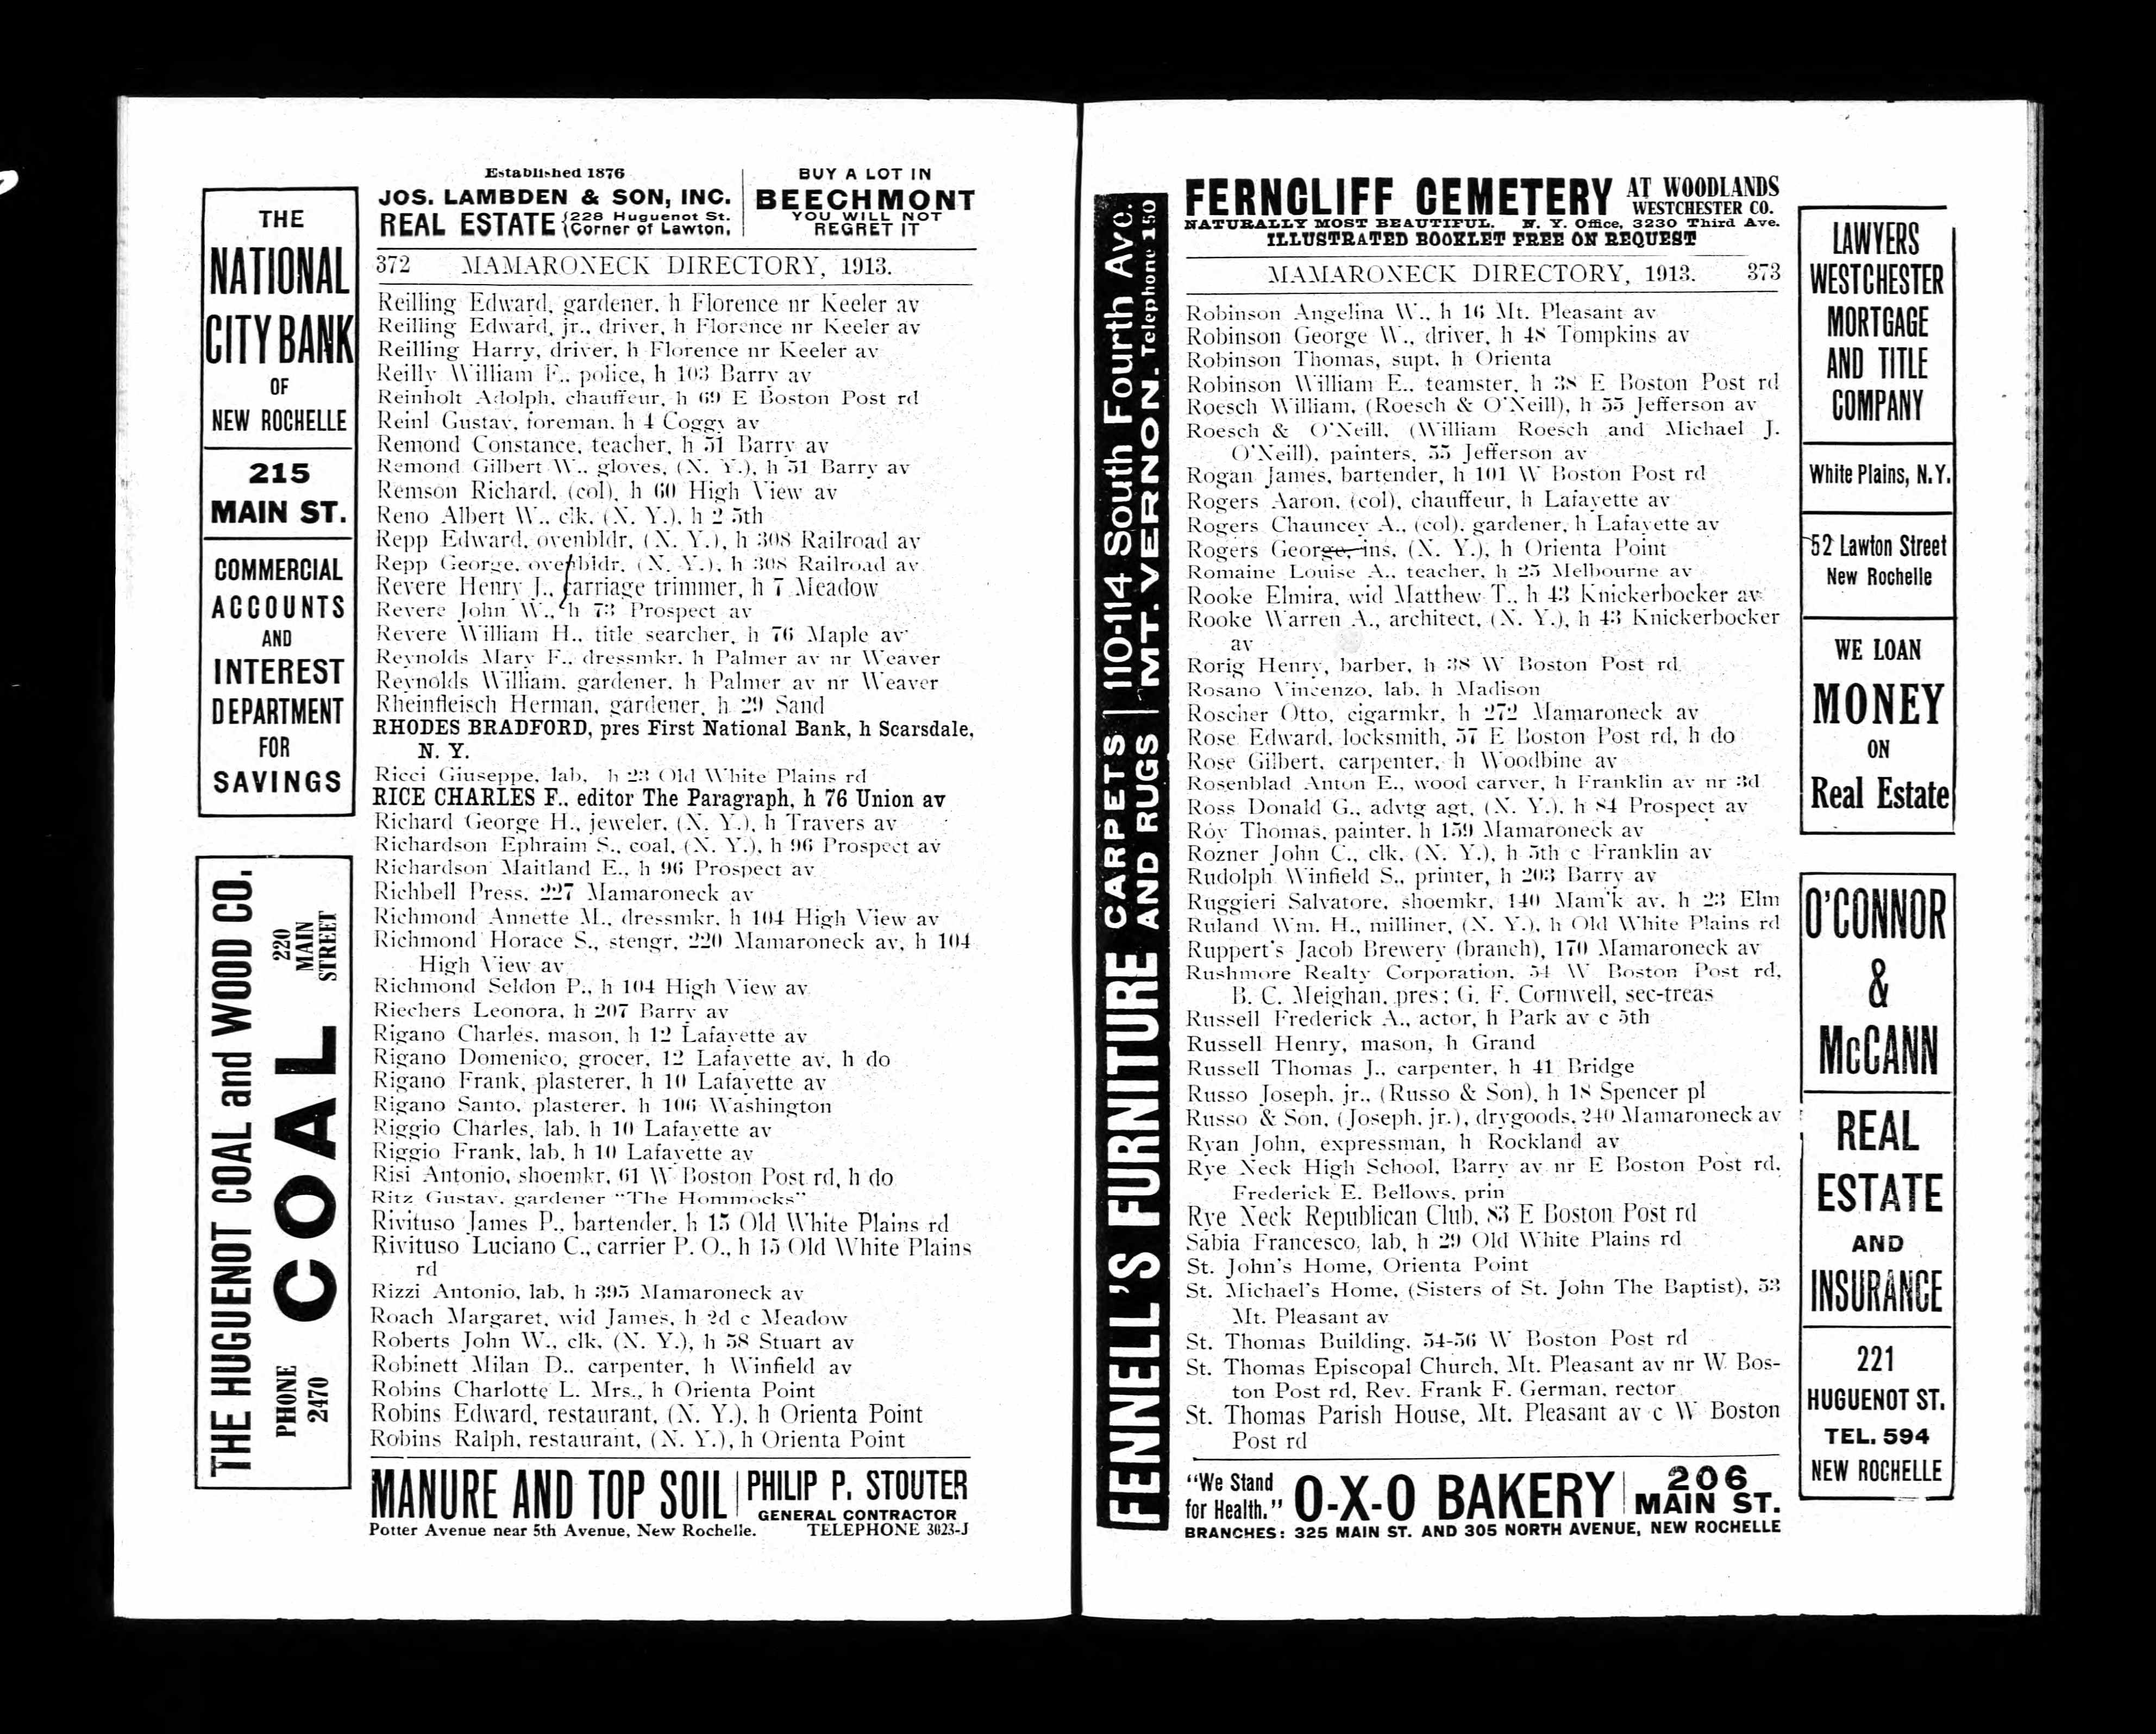 THE
NATIONAL
CITY BANK
OF
NEW ROCHELLE
215
MAIN ST.
COMMERCIAL
ACCOUNTS
AND
INTEREST
DEPARTMENT
FOR
SAVINGS
THE HUGUENOT COAL and WOOD CO.
PHONE
2470
COAL
220
MAIN
STREET
Established 1876
JOS. LAMBDEN & SON, INC.
REAL ESTATE {228 Huguenot St.
Corner of Lawton,
BUY A LOT IN
BEECHMONT
YOU WILL NOT
REGRET IT
372 MAMARONECK DIRECTORY, 1913.
Reilling Edward, gardener, h Florence nr Keeler av
Reilling Edward, jr., driver, h Florence nr Keeler av
Reilling Harry, driver, h Florence nr Keeler av
Reilly William F., police, h 103 Barry av
Reinholt Adolph, chauffeur, h 69 E Boston Post rd
Reinl Gustav, foreman, h 4 Coggy av
Remond Constance, teacher, h 51 Barry av
Remond Gilbert W., gloves, (N. Y.), h 51 Barry av
Remson Richard, (col), h 60 High View av
Reno Albert W., clk, (N. Y.), h 2 5th
Repp Edward, ovenbldr, (N. Y.), h 308 Railroad av
Repp George, ovenbldr, (N. Y.), h 308 Railroad av
Revere Henry J., carriage trimmer, h 7 Meadow
Revere John W., h 73 Prospect av
Revere William H., title searcher, h 76 Maple av
Reynolds Mary F., dressmkr, h Palmer av nr Weaver
Reynolds William, gardener, h Palmer av nr Weaver
Rheinfleisch Herman, gardener, h 29 Sand
RHODES BRADFORD, pres First National Bank, h Scarsdale,
N. Y.
Ricci Giuseppe, lab, h 23 Old White Plains rd
RICE CHARLES F., editor The Paragraph, h 76 Union av
Richard George H., jeweler, (N. Y.), h Travers av
Richardson Ephraim S., coal, (N. Y.), h 96 Prospect av
Richardson Maitland E., h 96 Prospect av
Richbell Press, 227 Mamaroneck av
Richmond Annette M., dressmkr, h 104 High View av
Richmond Horace S., stengr, 220 Mamaroneck av, h 104
High View av
Richmond Seldon P., h 104 High View av
Riechers Leonora, h 207 Barry av
Rigano Charles, mason, h 12 Lafayette av
Rigano Domenico, grocer, 12 Lafayette av, h do
Rigano Frank, plasterer, h 10 Lafayette av
Rigano Santo, plasterer, h 106 Washington
Riggio Charles, lab, h 10 Lafayette av
Riggio Frank, lab, h 10 Lafayette av
Risi Antonio, shoemkr, 61 W Boston Post rd, h do
Ritz Gustav, gardener "The Hommocks"
Rivituso James P., bartender, h 15 Old White Plains rd
Rivituso Luciano C., carrier P. O., h 15 Old White Plains
rd
Rizzi Antonio, lab, h 395 Mamaroneck av
Roach Margaret, wid James, h 2d c Meadow
Roberts John W., clk, (N. Y.), h 58 Stuart av
Robinett Milan D., carpenter, h Winfield av
Robins Charlotte L. Mrs., h Orienta Point
Robins Edward, restaurant, (N. Y.), h Orienta Point
Robins Ralph, restaurant, (N. Y.), h Orienta Point
MANURE AND TOP SOIL
Potter Avenue near 5th Avenue, New Rochelle.
PHILIP P. STOUTER
GENERAL CONTRACTOR
TELEPHONE 3023-J
FENNELL'S FURNITURE CARPETS AND RUGS 110-114 South Fourth Ave.
MT. VERNON. Telephone 150
FERNCLIFF CEMETERY AT WOODLANDS
WESTCHESTER CO.
NATURALLY MOST BEAUTIFUL. N. Y. Office, 3230 Third Ave.
ILLUSTRATED BOOKLET FREE ON REQUEST
MAMARONECK DIRECTORY, 1913. 373
Robinson Angelina W., h 16 Mt. Pleasant av
Robinson George W., driver, h 48 Tompkins av
Robinson Thomas, supt, h Orienta
Robinson William E., teamster, h 38 E Boston Post rd
Roesch William, (Roesch & O'Neill), h 55 Jefferson av
Roesch & O'Neill, (William Roesch and Michael J.
O'Neill), painters, 55 Jefferson av
Rogan James, bartender, h 101 W Boston Post rd
Rogers Aaron, (col), chauffeur, h Lafayette av
Rogers Chauncey A., (col), gardener, h Lafayette av
Rogers George, ins, (N. Y.), h Orienta Point
Romaine Louise A., teacher, h 25 Melbourne av
Rooke Elmira, wid Matthew T., h 43 Knickerbocker av
Rooke Warren A., architect, (N. Y.), h 43 Knickerbocker
av
Rorig Henry, barber, h 38 W Boston Post rd
Rosano Vincenzo, lab, h Madison
Roscher Otto, cigarmkr, h 272 Mamaroneck av
Rose Edward, locksmith, 57 E Boston Post rd, h do
Rose Gilbert, carpenter, h Woodbine av
Rosenblad Anton E., wood carver, h Franklin av nr 3d
Ross Donald G., advtg agt, (N. Y.), h 84 Prospect av
Roy Thomas, painter, h 159 Mamaroneck av
Rozner John C., clk, (N. Y.), h 5th c Franklin av
Rudolph Winfield S., printer, h 203 Barry av
Ruggieri Salvatore, shoemkr, 140 Mam'k av, h 23 Elm
Ruland Wm. H., milliner, (N. Y.), h Old White Plains rd
Ruppert's Jacob Brewery (branch), 170 Mamaroneck av
Rushmore Realty Corporation, 54 W Boston Post rd,
B. C. Meighan, pres; G. F. Cornwell, sec-treas
Russell Frederick A., actor, h Park av c 5th
Russell Henry, mason, h Grand
Russell Thomas J., carpenter, h 41 Bridge
Russo Joseph, jr., (Russo & Son), h 18 Spencer pl
Russo & Son, (Joseph, jr.), drygoods, 240 Mamaroneck av
Ryan John, expressman, h Rockland av
Rye Neck High School, Barry av nr E Boston Post rd,
Frederick E. Bellows, prin
Rye Neck Republican Club, 83 E Boston Post rd
Sabia Francesco, lab, h 29 Old White Plains rd
St. John's Home, Orienta Point
St. Michael's Home, (Sisters of St. John The Baptist), 53
Mt. Pleasant av
St. Thomas Building, 54-56 W Boston Post rd
St. Thomas Episcopal Church, Mt. Pleasant av nr W Bos-
ton Post rd, Rev. Frank F. German, rector
St. Thomas Parish House, Mt. Pleasant av c W Boston
Post rd
"We Stand
for Health."
O-X-O BAKERY
206
MAIN ST.
BRANCHES: 325 MAIN ST. AND 305 NORTH AVENUE, NEW ROCHELLE
LAWYERS
WESTCHESTER
MORTGAGE
AND TITLE
COMPANY
White Plains, N.Y.
52 Lawton Street
New Rochelle
WE LOAN
MONEY
ON
Real Estate
O'CONNOR
&
McCANN
REAL
ESTATE
AND
INSURANCE
221
HUGUENOT ST.
TEL. 594
NEW ROCHELLE